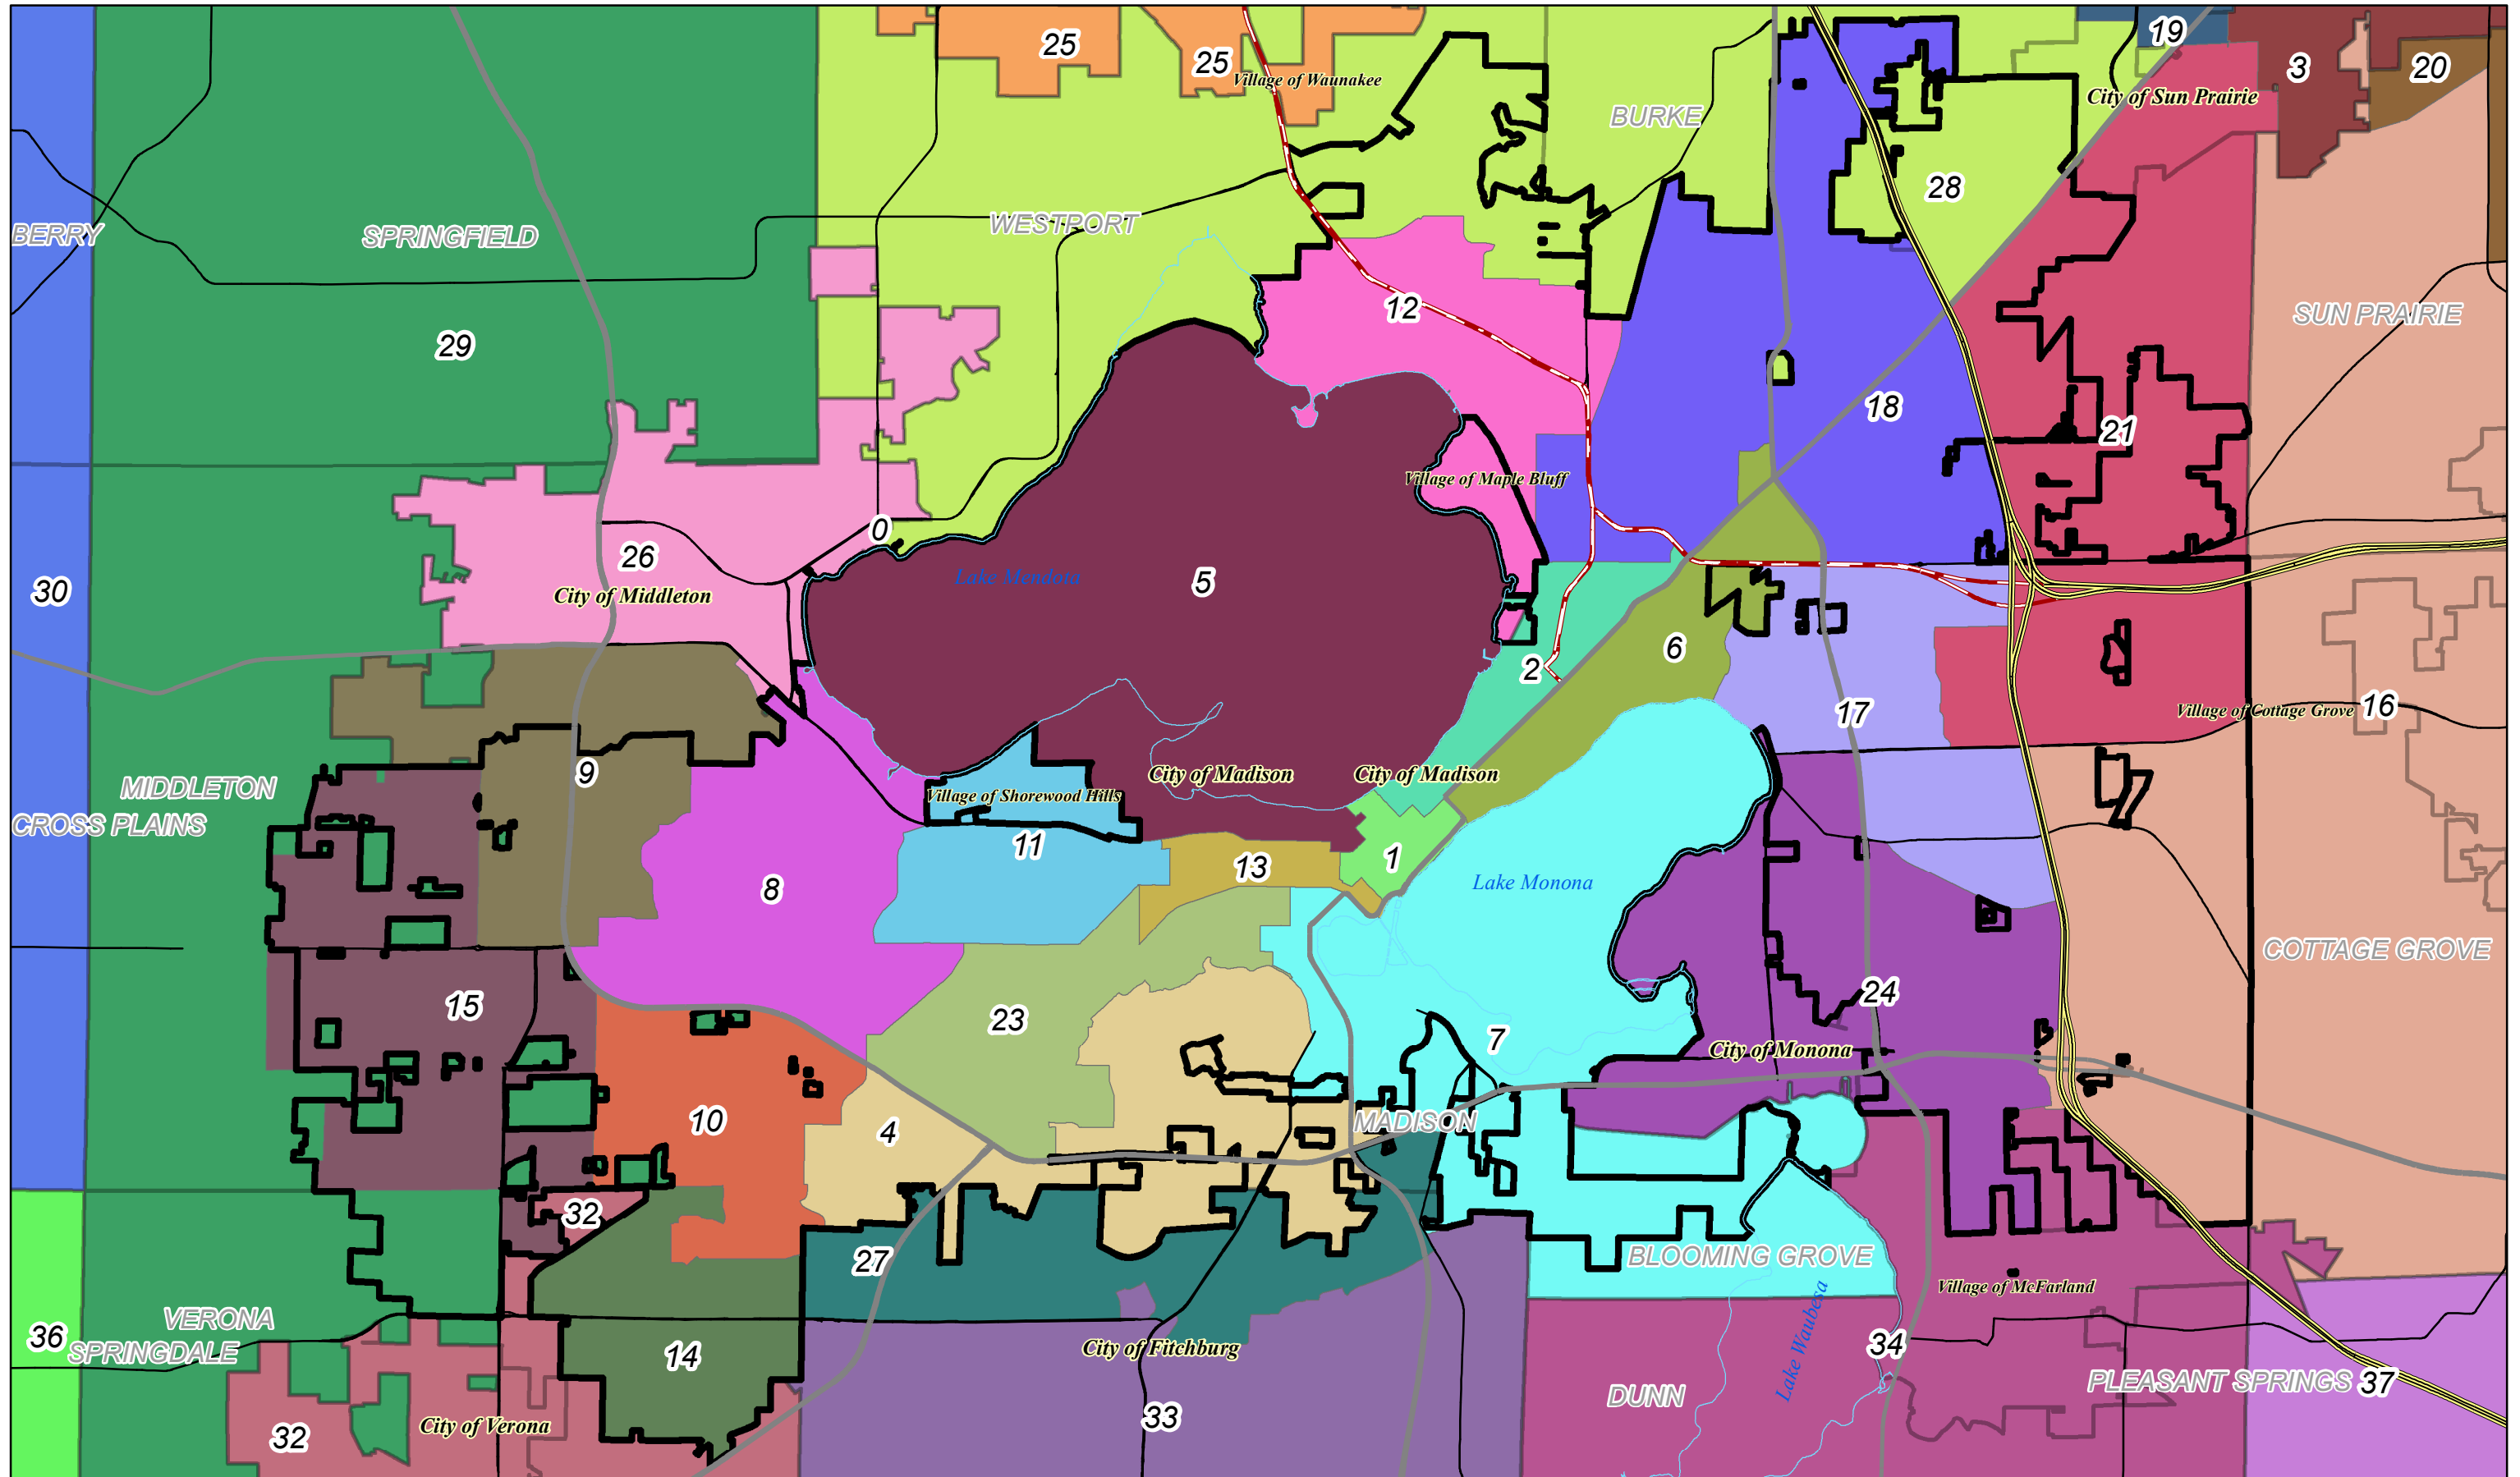 25
19
3
20
25
Village of Waunakee
City of Sun Prairie
BURKE
28
WESTPORT
BERRY
SPRINGFIELD
12
SUN PRAIRIE
29
18
21
Village of Maple Bluff
0
26
Lake Mendota
5
30
City of Middleton
6
2
17
Village of Cottage Grove
16
9
City of Madison
City of Madison
MIDDLETON
Village of Shorewood Hills
CROSS PLAINS
11
1
13
8
Lake Monona
COTTAGE GROVE
24
15
23
7
City of Monona
10
4
MADISON
32
27
BLOOMING GROVE
Village of McFarland
VERONA
36
SPRINGDALE
City of Fitchburg
Lake Waubesa
34
14
DUNN
PLEASANT SPRINGS
37
33
32
City of Verona